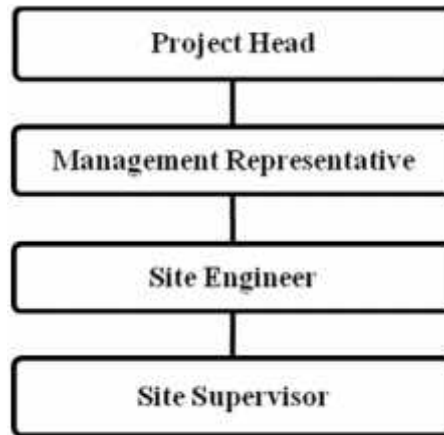 Project Head
Management Representative
Site Engineer
Site Supervisor